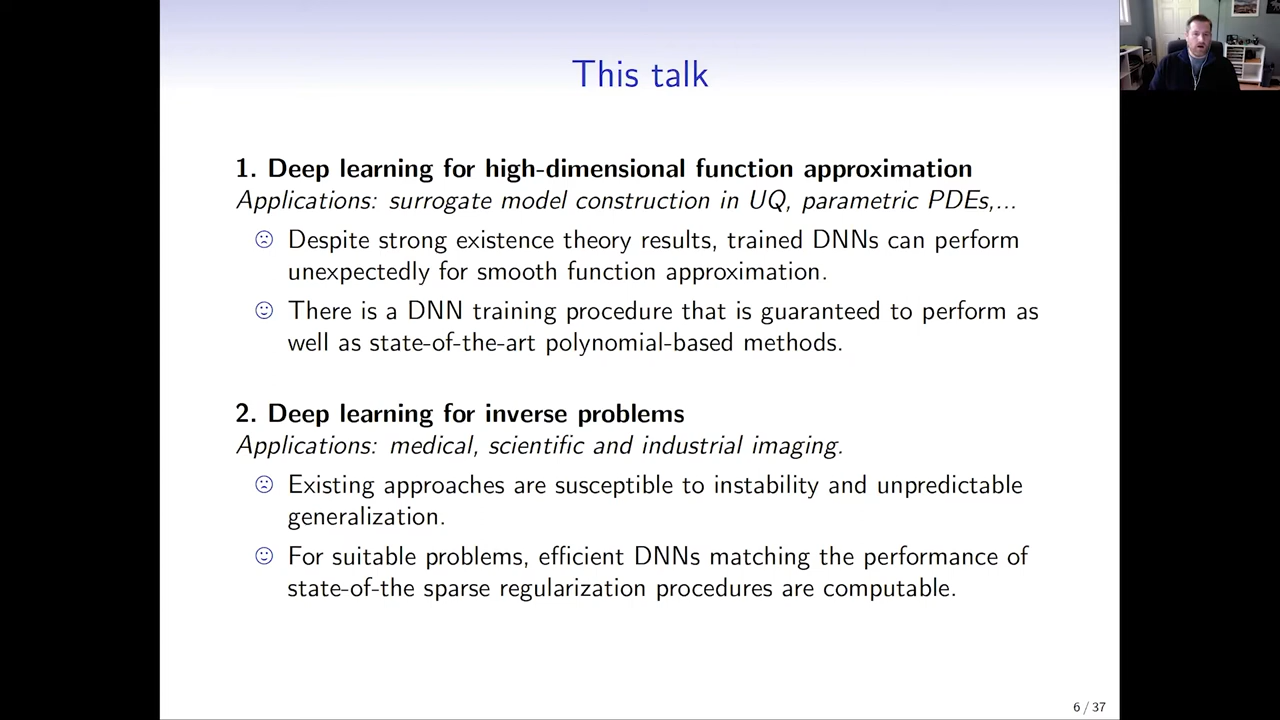 This talk
1. Deep learning for high-dimensional function approximation
Applications: surrogate model construction in UQ, parametric PDEs,...
Despite strong existence theory results, trained DNNs can perform
unexpectedly for smooth function approximation.
There is a DNN training procedure that is guaranteed to perform as
well as state-of-the-art polynomial-based methods.
2. Deep learning for inverse problems
Applications: medical, scientific and industrial imaging.
Existing approaches are susceptible to instability and unpredictable
generalization.
For suitable problems, efficient DNNs matching the performance of
state-of-the sparse regularization procedures are computable.
6 / 37